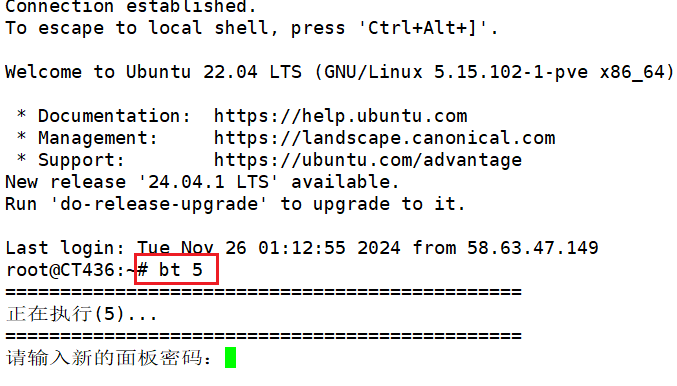 Connection established.
To escape to local shell, press 'Ctrl+Alt+]'.
Welcome to Ubuntu 22.04 LTS (GNU/Linux 5.15.102-1-pve x86_64)
 * Documentation:  https://help.ubuntu.com
 * Management:     https://landscape.canonical.com
 * Support:        https://ubuntu.com/advantage
New release '24.04.1 LTS' available.
Run 'do-release-upgrade' to upgrade to it.
Last login: Tue Nov 26 01:12:55 2024 from 58.63.47.149
root@CT436:~# bt 5
===============================================
正在执行(5)...
===============================================
请输入新的面板密码：